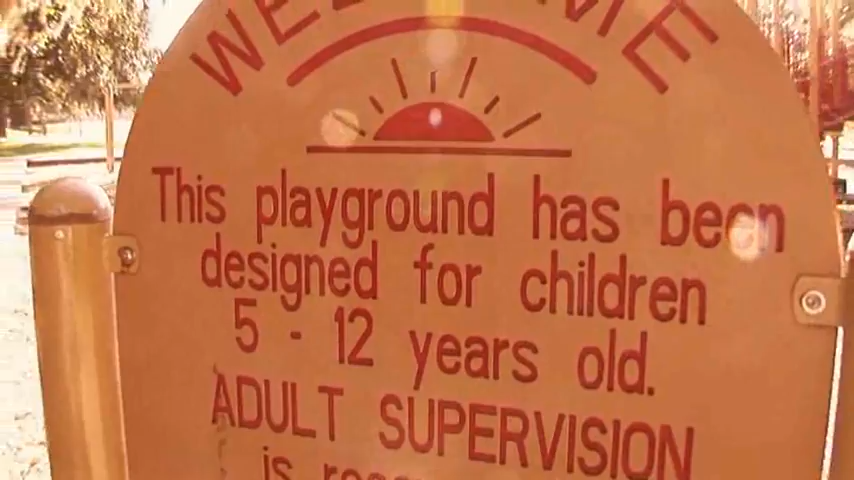 WELCOME
This playground has been
designed for children
5 - 12 years old.
ADULT SUPERVISION
is